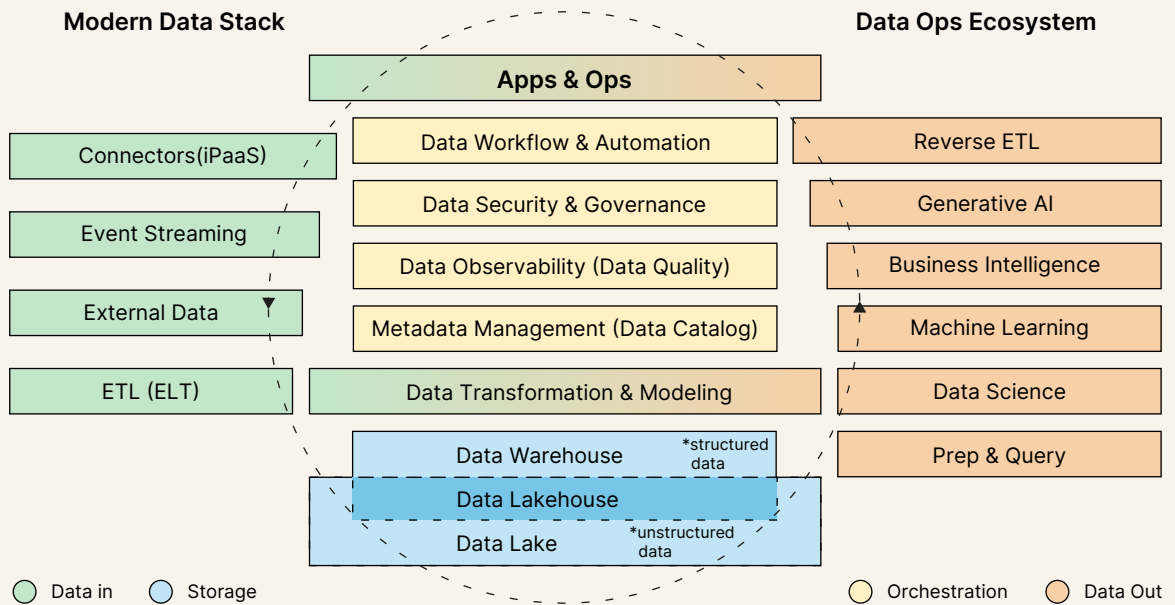 Modern Data Stack
Data Ops Ecosystem
Apps & Ops
Connectors(iPaaS)
Event Streaming
External Data
ETL (ELT)
Data Workflow & Automation
Data Security & Governance
Data Observability (Data Quality)
Metadata Management (Data Catalog)
Data Transformation & Modeling
Data Warehouse
*structured
data
Data Lakehouse
Data Lake
*unstructured
data
Reverse ETL
Generative AI
Business Intelligence
Machine Learning
Data Science
Prep & Query
Data in
Storage
Orchestration
Data Out